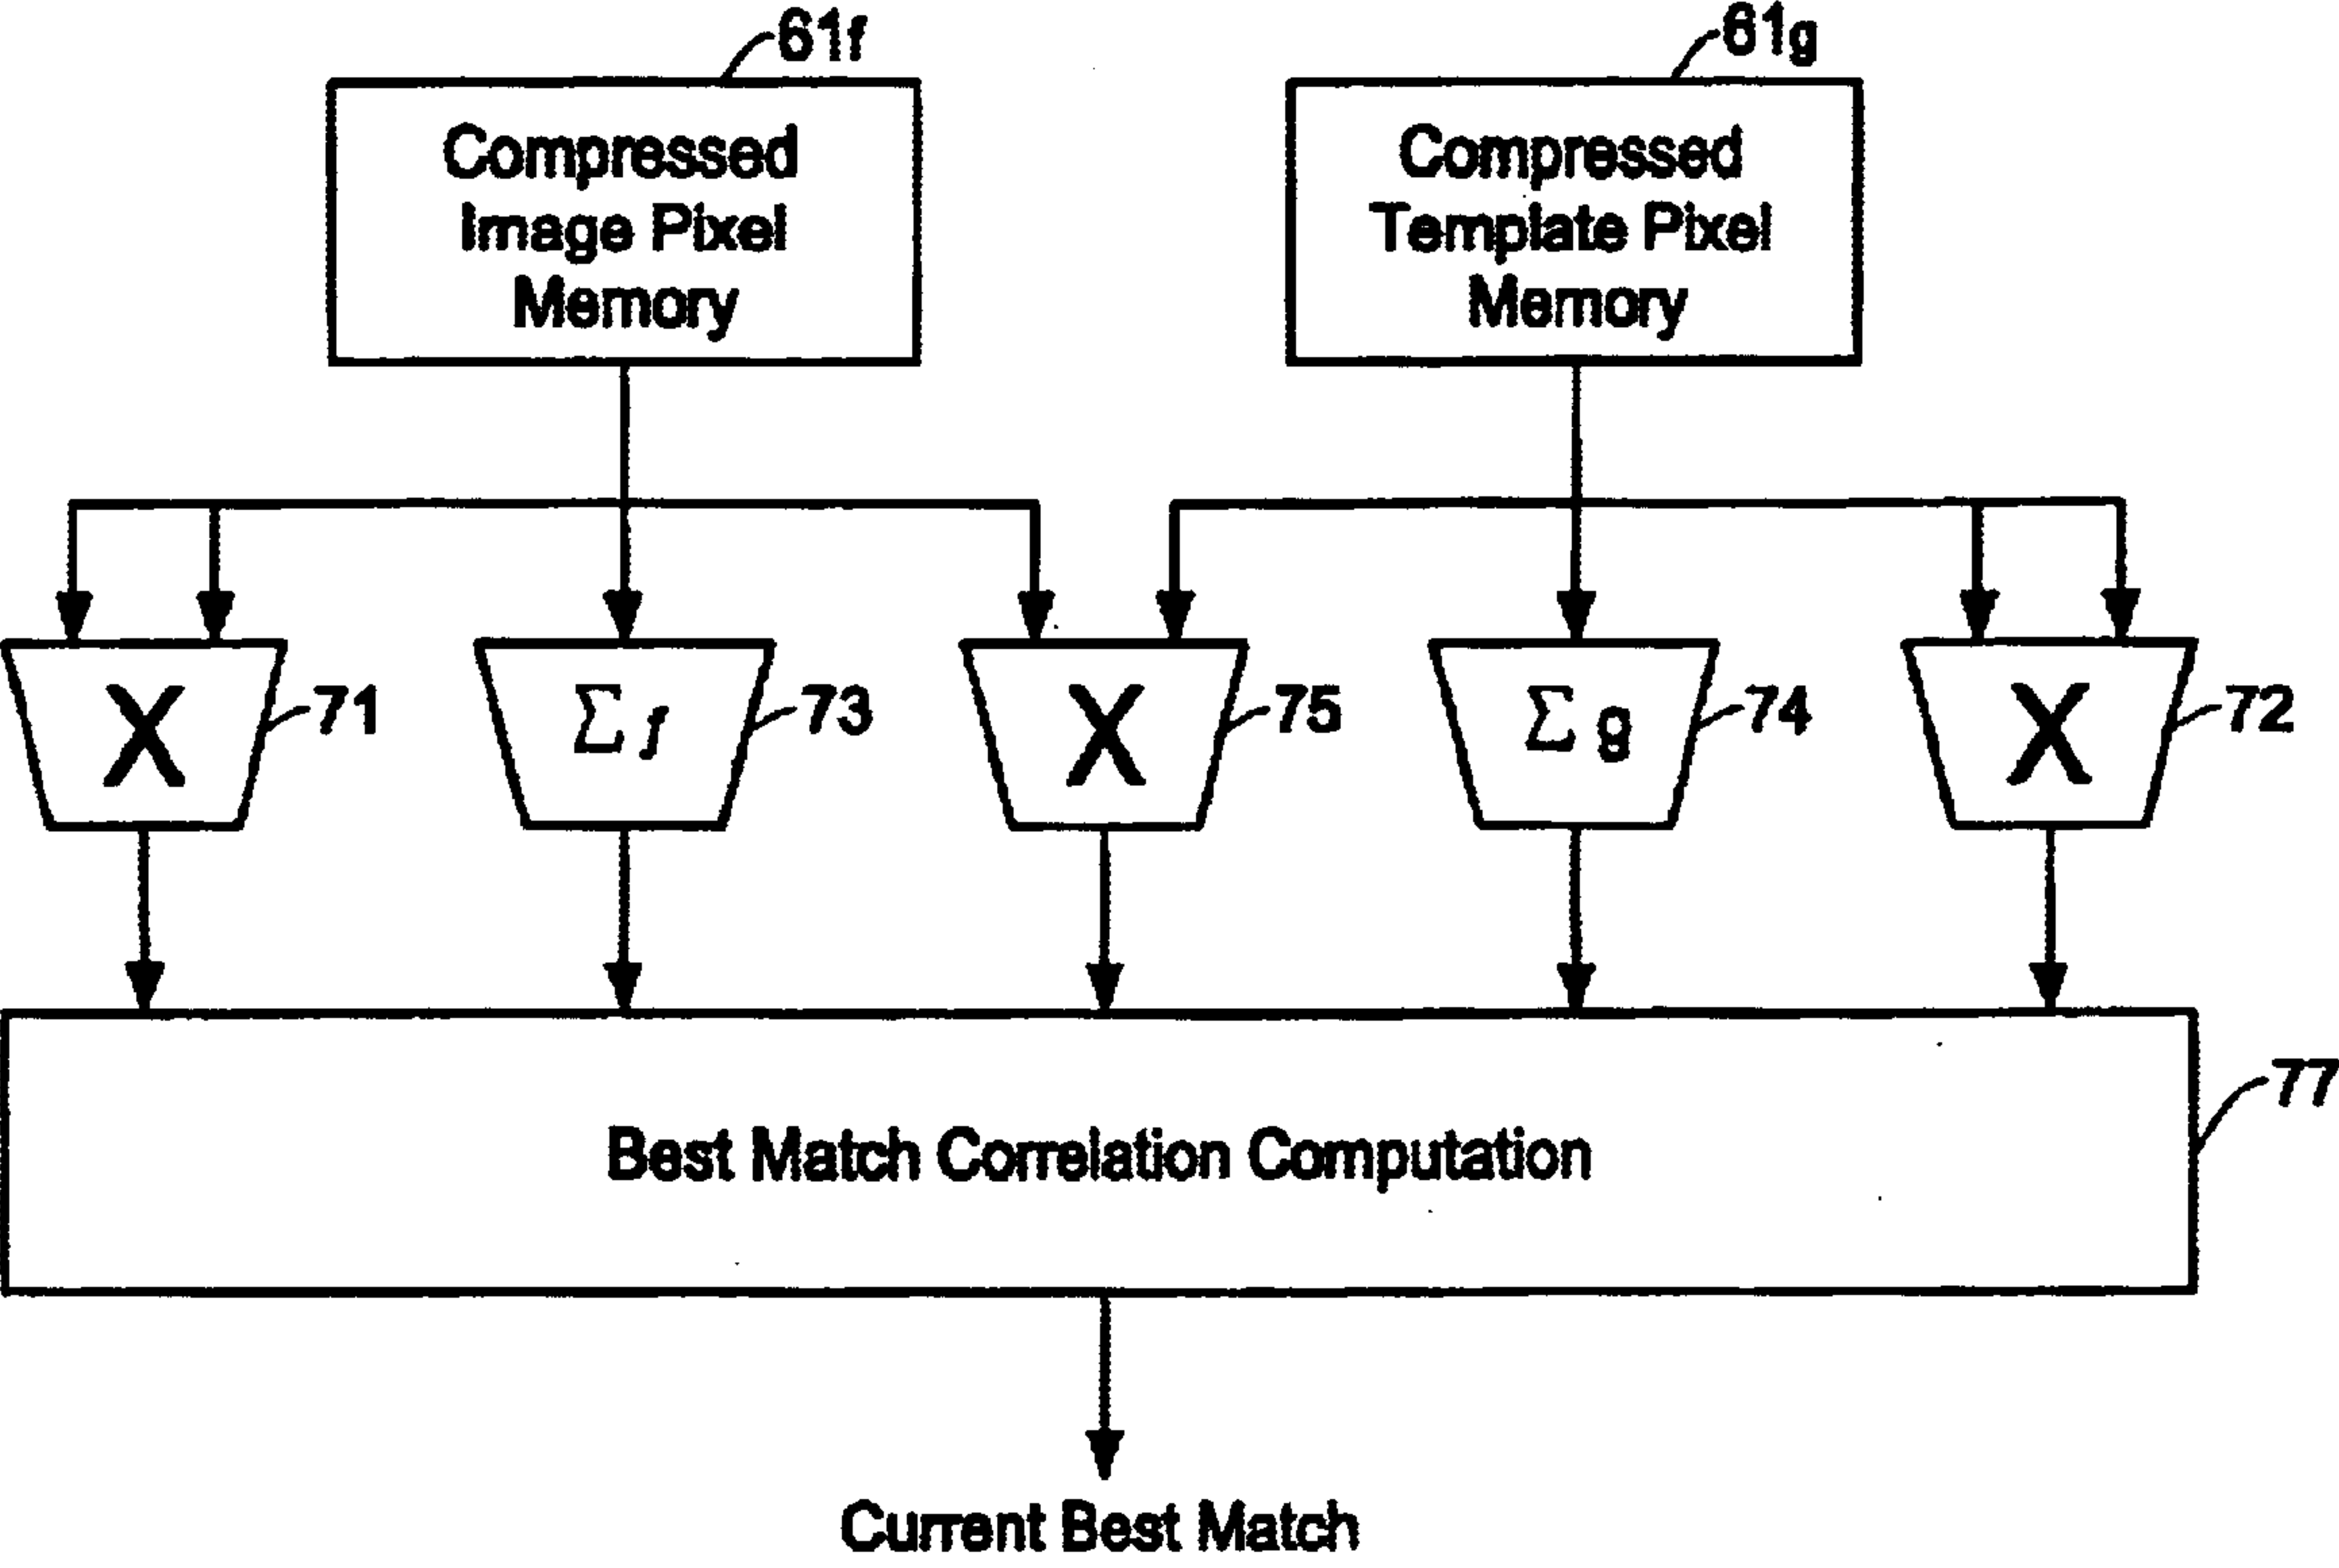 61f
61g
Compressed
Image Pixel
Memory
Compressed
Template Pixel
Memory
X
71
Σf
73
X
75
Σg
74
X
72
Best Match Correlation Computation
77
Current Best Match